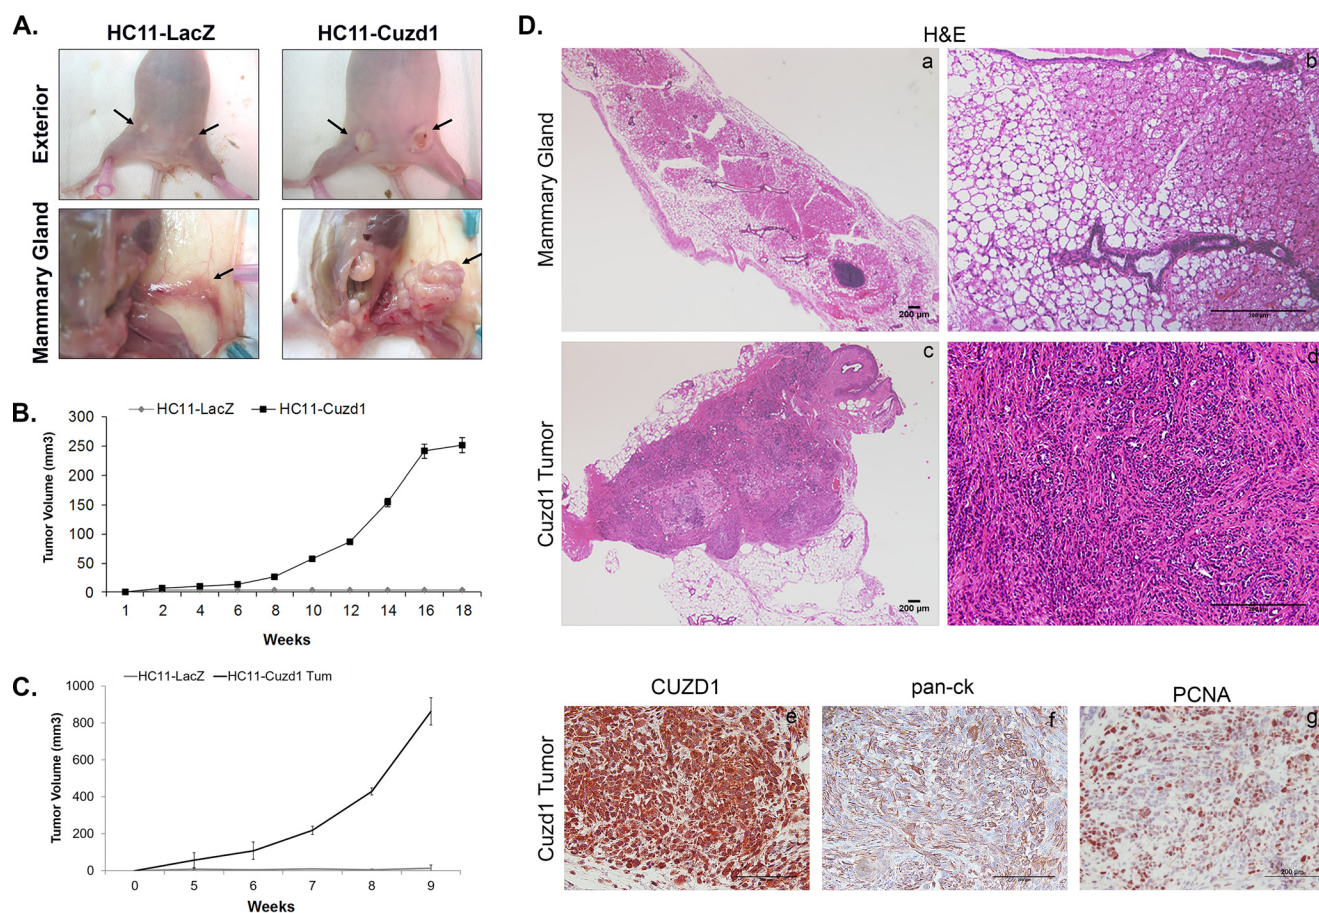 A.
HC11-LacZ
HC11-Cuzd1
Exterior
Mammary Gland
B.
HC11-LacZ
HC11-Cuzd1
Tumor Volume (mm3)
300
250
200
150
100
50
0
1 2 4 6 8 10 12 14 16 18
Weeks
C.
HC11-LacZ
HC11-Cuzd1 Tum
Tumor Volume (mm3)
1000
800
600
400
200
0
0 5 6 7 8 9
Weeks
D.
H&E
Mammary Gland
a
200 µm
b
200 µm
Cuzd1 Tumor
c
200 µm
d
CUZD1
pan-ck
PCNA
Cuzd1 Tumor
e
f
g
200 µm